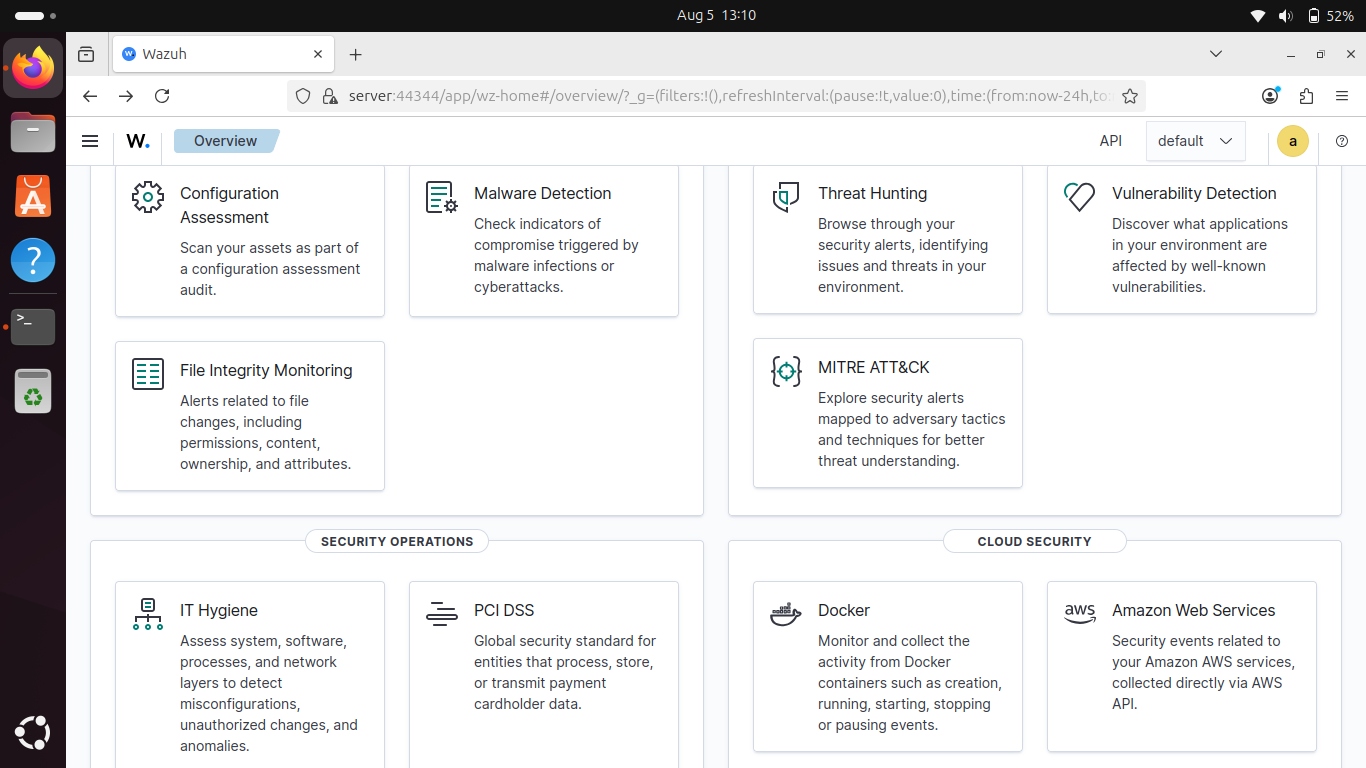 Aug 5 13:10
52%
Wazuh
server:44344/app/wz-home#/overview/?_g=(filters:!(),refreshInterval:(pause:!t,value:0),time:(from:now-24h,to:
W.
Overview
API
default
a
Configuration
Assessment
Scan your assets as part of
a configuration assessment
audit.
Malware Detection
Check indicators of
compromise triggered by
malware infections or
cyberattacks.
Threat Hunting
Browse through your
security alerts, identifying
issues and threats in your
environment.
Vulnerability Detection
Discover what applications
in your environment are
affected by well-known
vulnerabilities.
File Integrity Monitoring
Alerts related to file
changes, including
permissions, content,
ownership, and attributes.
MITRE ATT&CK
Explore security alerts
mapped to adversary tactics
and techniques for better
threat understanding.
SECURITY OPERATIONS
CLOUD SECURITY
IT Hygiene
Assess system, software,
processes, and network
layers to detect
misconfigurations,
unauthorized changes, and
anomalies.
PCI DSS
Global security standard for
entities that process, store,
or transmit payment
cardholder data.
Docker
Monitor and collect the
activity from Docker
containers such as creation,
running, starting, stopping
or pausing events.
aws
Amazon Web Services
Security events related to
your Amazon AWS services,
collected directly via AWS
API.